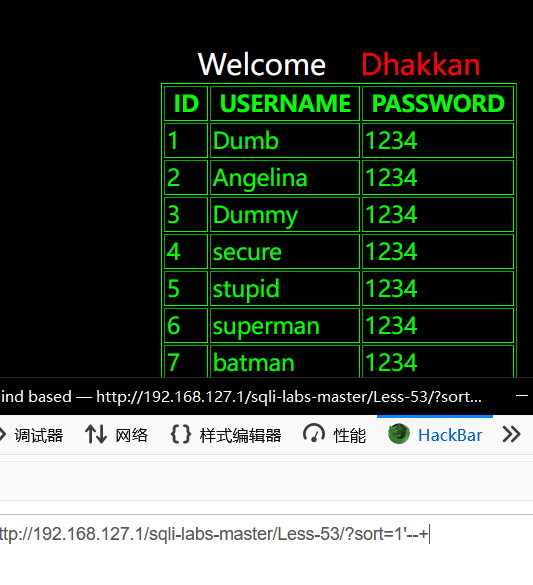 Welcome Dhakkan
ID USERNAME PASSWORD
1 Dumb 1234
2 Angelina 1234
3 Dummy 1234
4 secure 1234
5 stupid 1234
6 superman 1234
7 batman 1234
ind based — http://192.168.127.1/sqli-labs-master/Less-53/?sort...
调试器 网络 {} 样式编辑器 性能 HackBar
ttp://192.168.127.1/sqli-labs-master/Less-53/?sort=1'--+